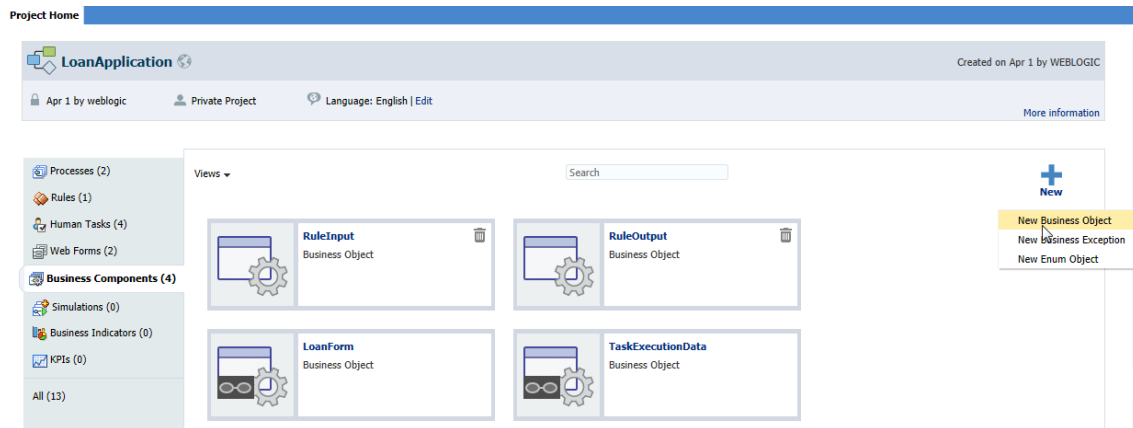 Project Home
LoanApplication
Created on Apr 1 by WEBLOGIC
Apr 1 by weblogic
Private Project
Language: English | Edit
More information
Processes (2)
Rules (1)
Human Tasks (4)
Web Forms (2)
Business Components (4)
Simulations (0)
Business Indicators (0)
KPIs (0)
All (13)
Views
Search
New
New Business Object
New Business Exception
New Enum Object
RuleInput
Business Object
RuleOutput
Business Object
LoanForm
Business Object
TaskExecutionData
Business Object